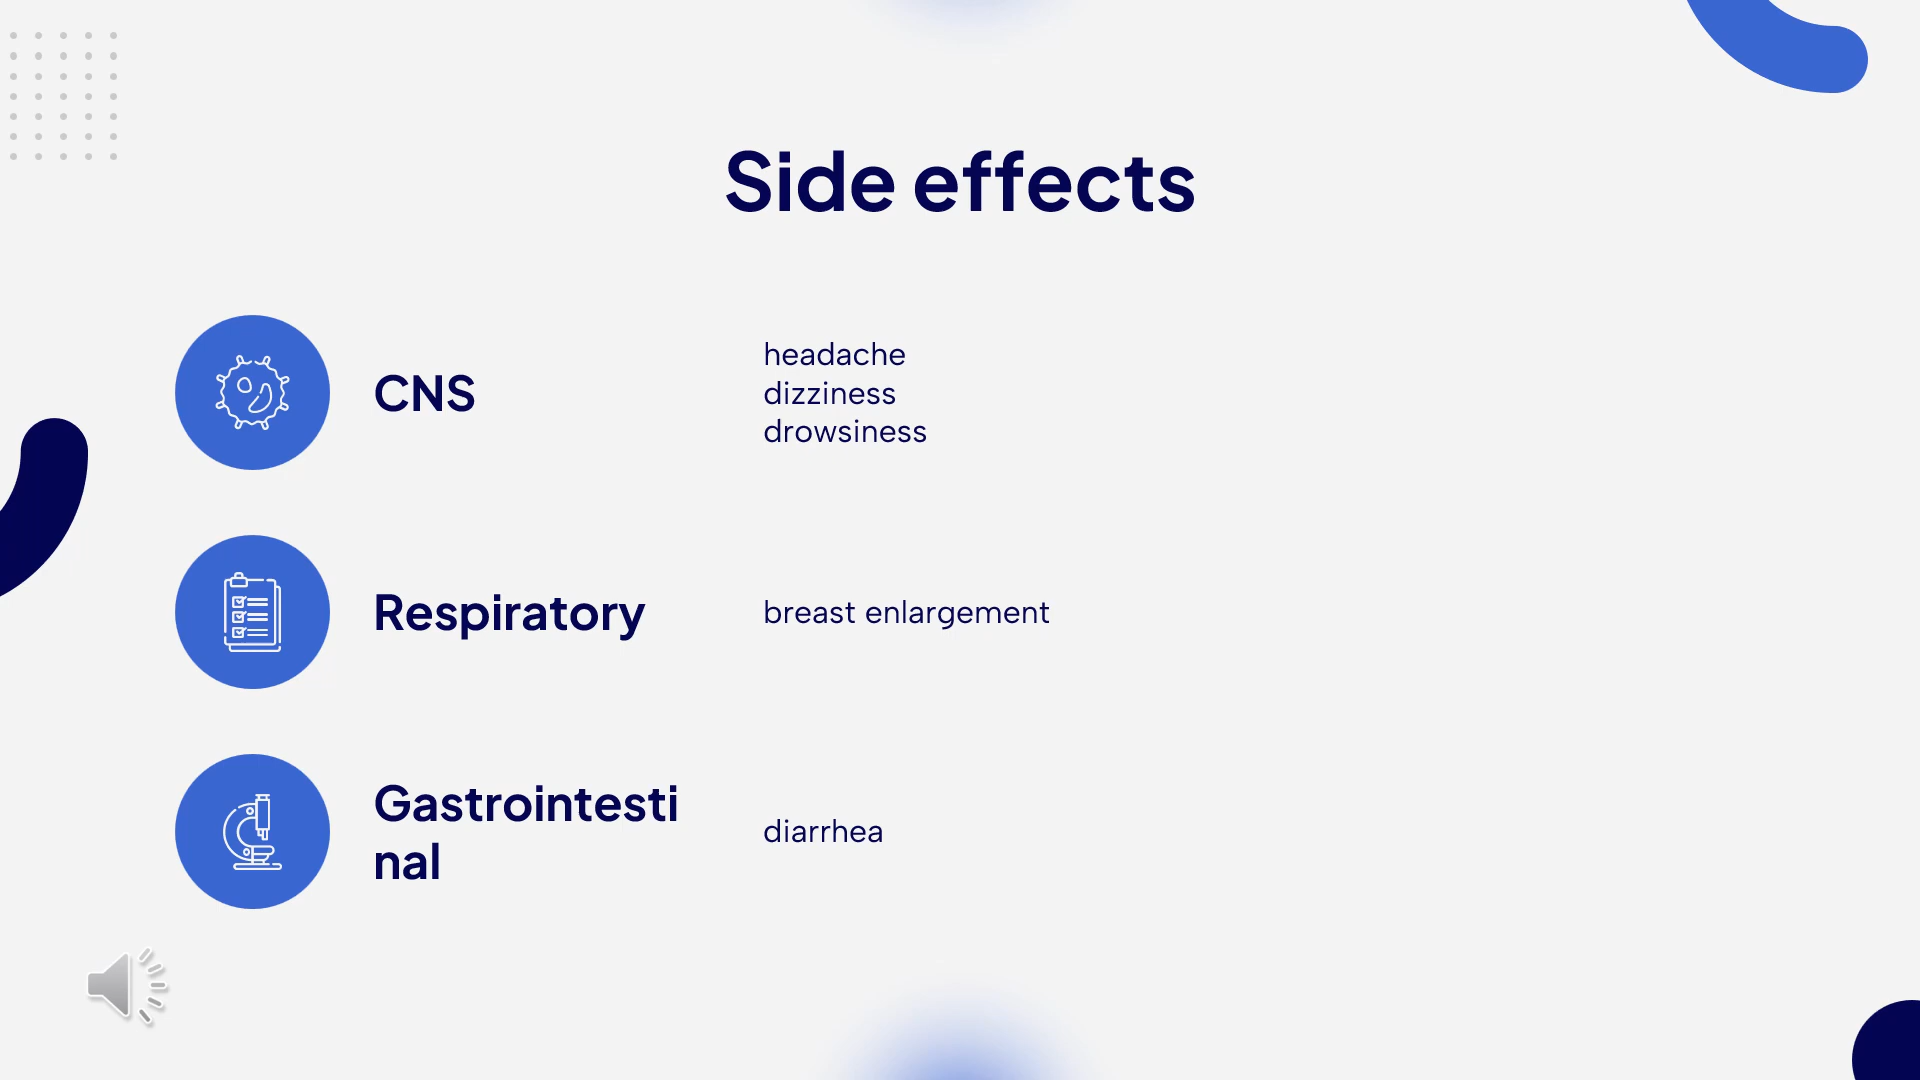 Side effects
CNS
headache
dizziness
drowsiness
Respiratory
breast enlargement
Gastrointesti
nal
diarrhea